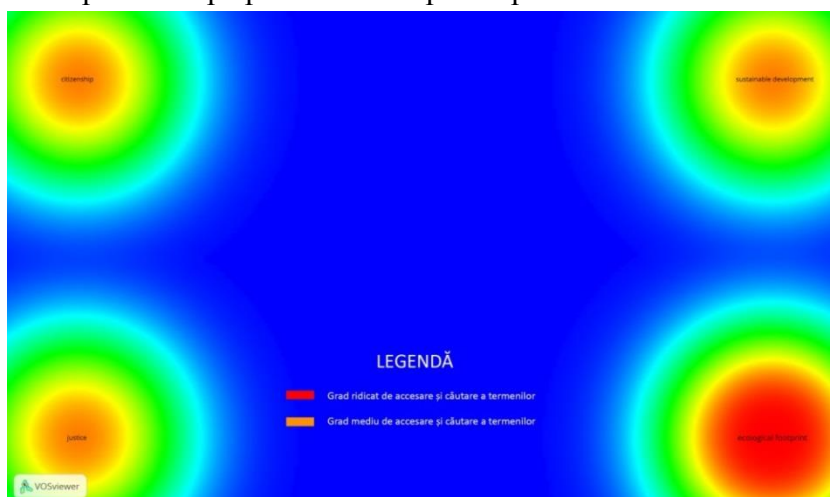 citizenship
sustainable development
LEGENDĂ
Grad ridicat de accesare și căutare a termenilor
Grad mediu de accesare și căutare a termenilor
justice
ecological footprint
VOSviewer